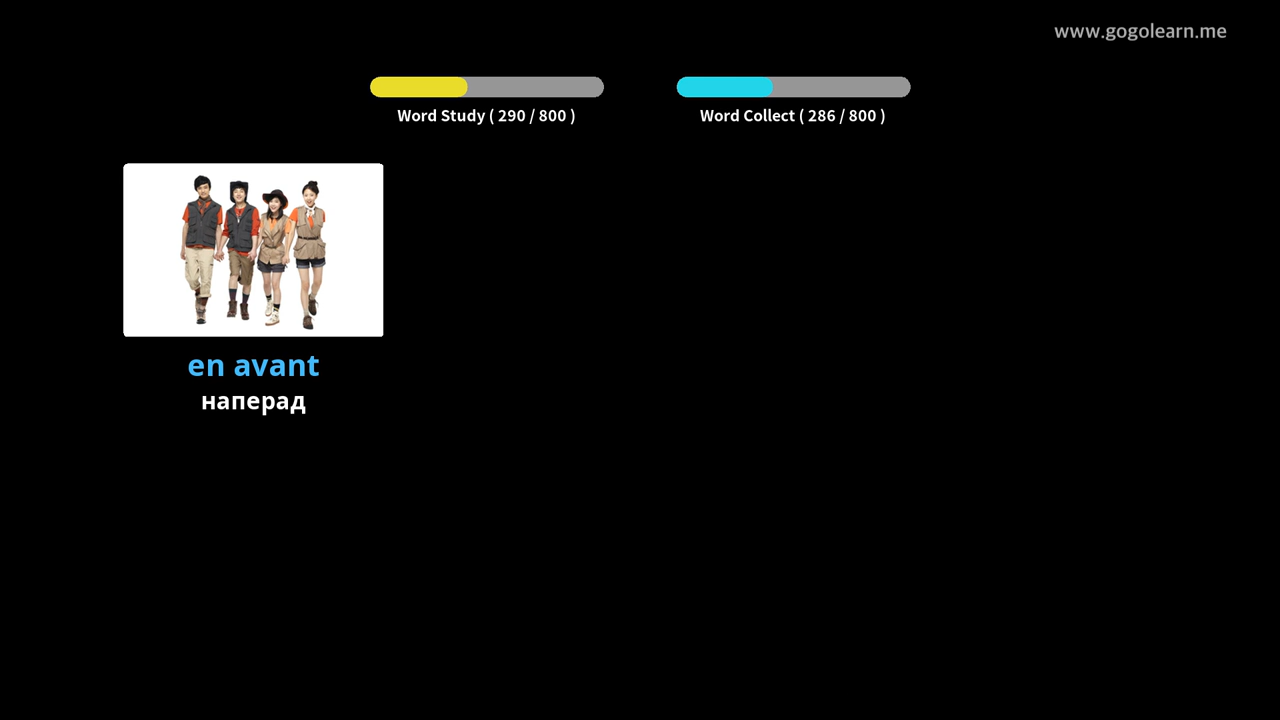 www.gogolearn.me
Word Study ( 290 / 800 )
Word Collect ( 286 / 800 )
en avant
наперад